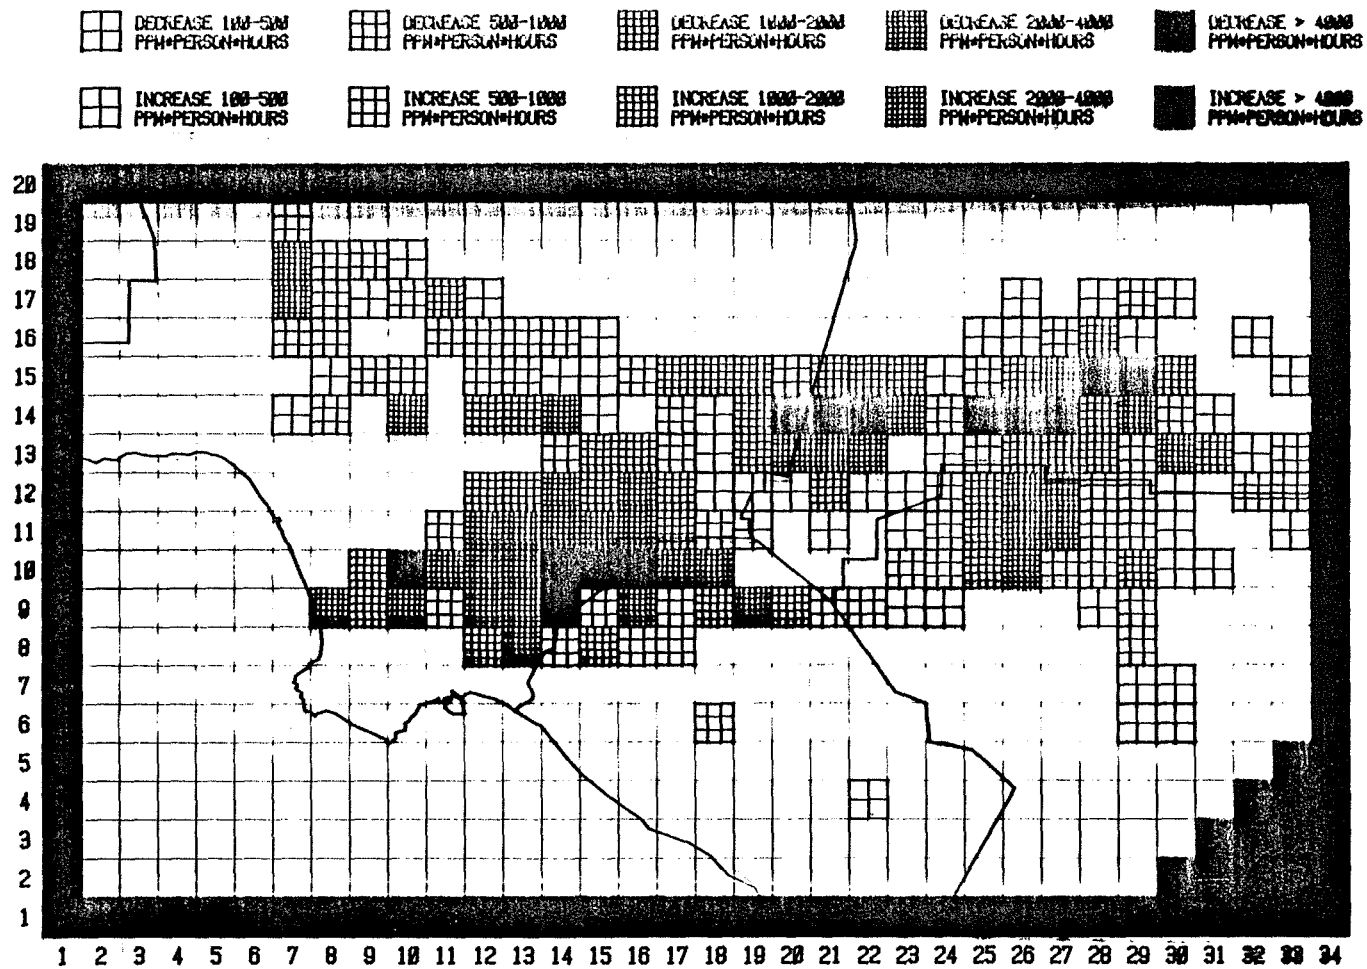 DECREASE 100-500
PPM*PERSON*HOURS
DECREASE 500-1000
PPM*PERSON*HOURS
DECREASE 1000-2000
PPM*PERSON*HOURS
DECREASE 2000-4000
PPM*PERSON*HOURS
DECREASE > 4000
PPM*PERSON*HOURS
INCREASE 100-500
PPM*PERSON*HOURS
INCREASE 500-1000
PPM*PERSON*HOURS
INCREASE 1000-2000
PPM*PERSON*HOURS
INCREASE 2000-4000
PPM*PERSON*HOURS
INCREASE > 4000
PPM*PERSON*HOURS
20
19
18
17
16
15
14
13
12
11
10
9
8
7
6
5
4
3
2
1
1 2 3 4 5 6 7 8 9 10 11 12 13 14 15 16 17 18 19 20 21 22 23 24 25 26 27 28 29 30 31 32 33 34